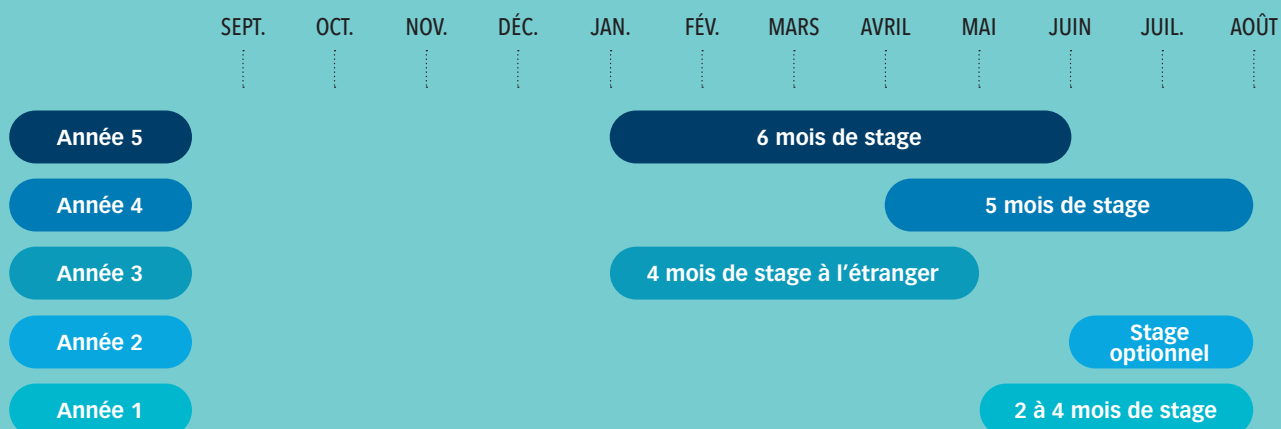 SEPT. OCT. NOV. DÉC. JAN. FÉV. MARS AVRIL MAI JUIN JUIL. AOÛT
Année 5 6 mois de stage
Année 4 5 mois de stage
Année 3 4 mois de stage à l'étranger
Année 2 Stage
optionnel
Année 1 2 à 4 mois de stage